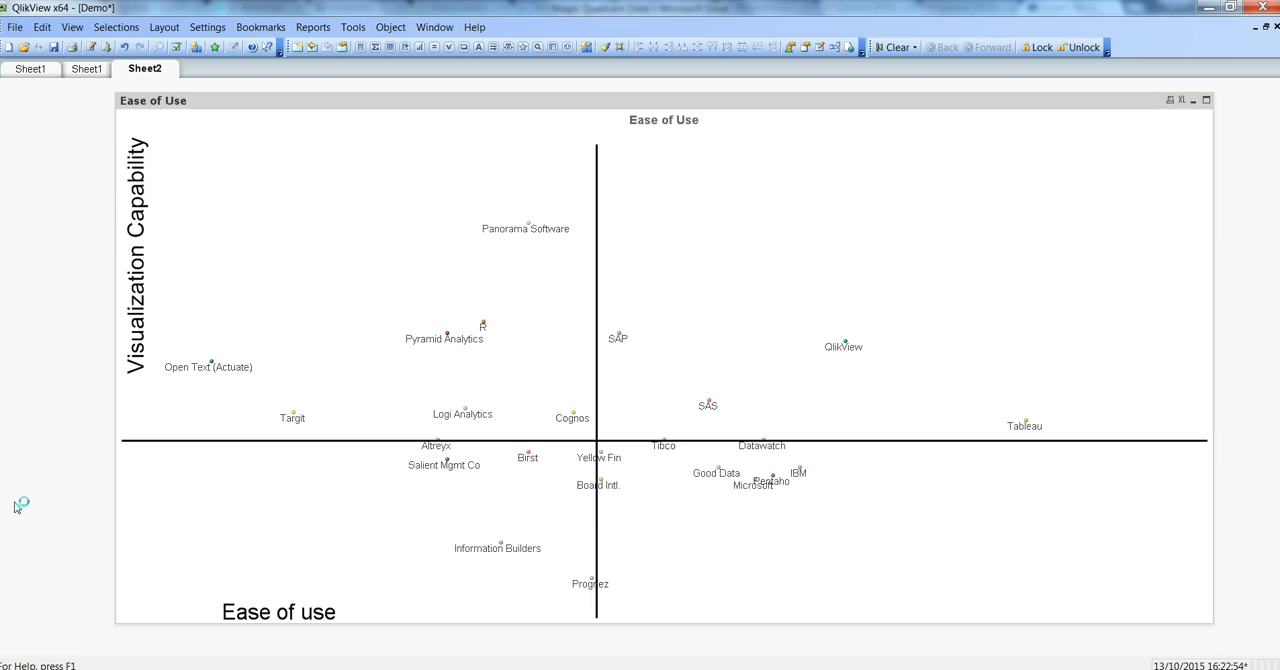 QlikView x64 - [Demo*]
File Edit View Selections Layout Settings Bookmarks Reports Tools Object Window Help
Clear Back Forward Lock Unlock
Sheet1 Sheet1 Sheet2
Ease of Use XL
Ease of Use
Visualization Capability
Panorama Software
R
Pyramid Analytics SAP
QlikView
Open Text (Actuate)
SAS
Targit Logi Analytics Cognos
Tableau
Altreyx Tibco Datawatch
Salient Mgmt Co Birst Yellow Fin
Good Data IBM
Pentaho
Board Intl. Microsoft
Information Builders
Prognez
Ease of use
For Help, press F1 13/10/2015 16:22:54*